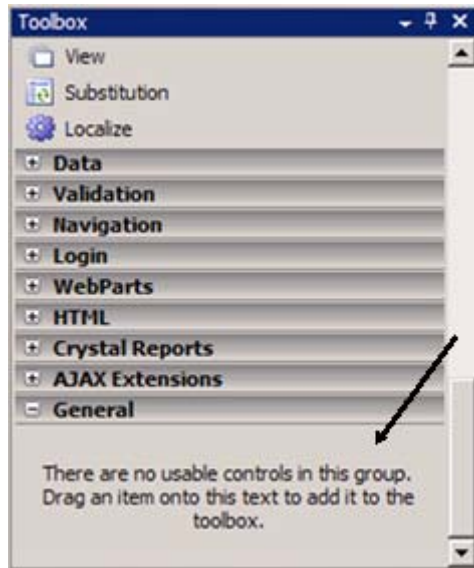 Toolbox
View
Substitution
Localize
Data
Validation
Navigation
Login
WebParts
HTML
Crystal Reports
AJAX Extensions
General
There are no usable controls in this group.
Drag an item onto this text to add it to the
toolbox.